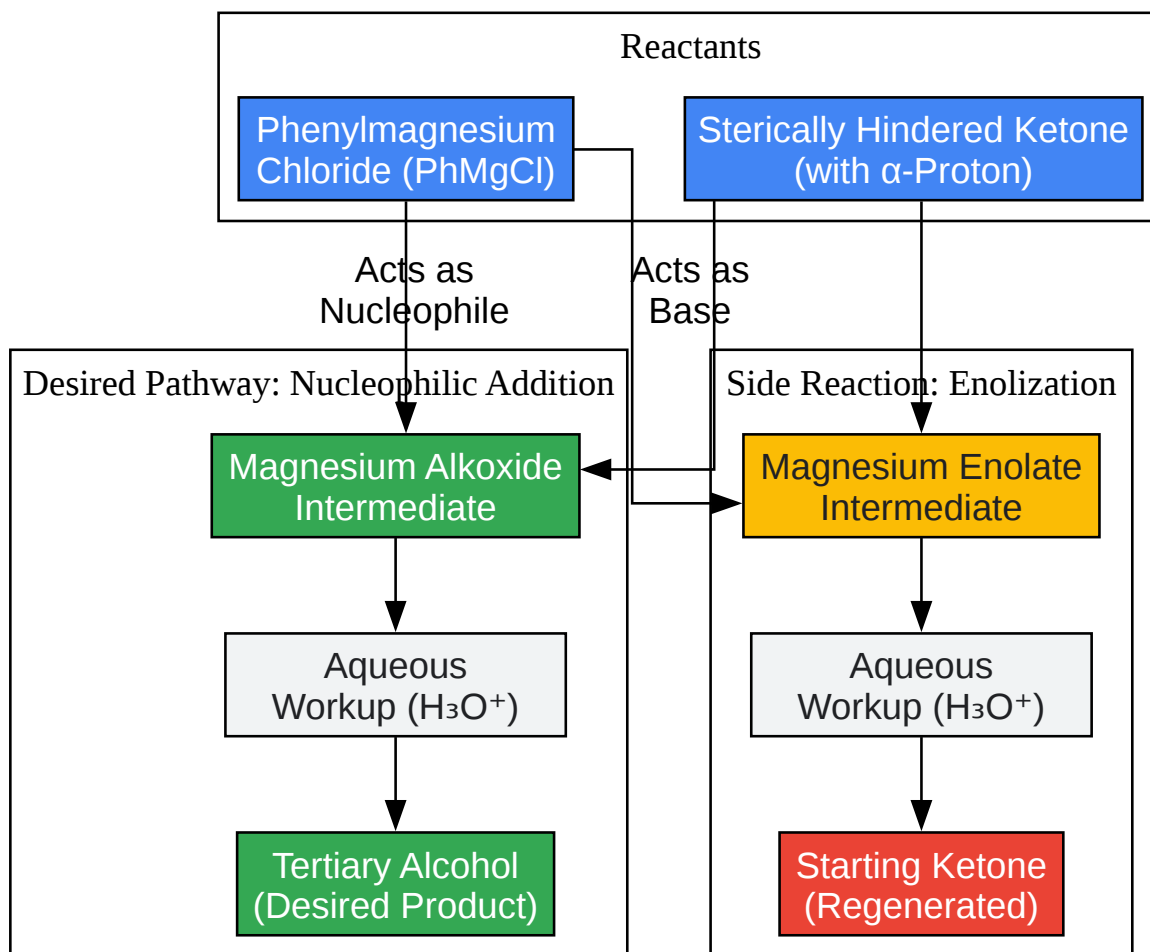 Reactants
Phenylmagnesium
Chloride (PhMgCl)
Sterically Hindered Ketone
(with α-Proton)
Acts as
Nucleophile
Acts as
Base
Desired Pathway: Nucleophilic Addition
Side Reaction: Enolization
Magnesium Alkoxide
Intermediate
Magnesium Enolate
Intermediate
Aqueous
Workup (H₃O⁺)
Aqueous
Workup (H₃O⁺)
Tertiary Alcohol
(Desired Product)
Starting Ketone
(Regenerated)